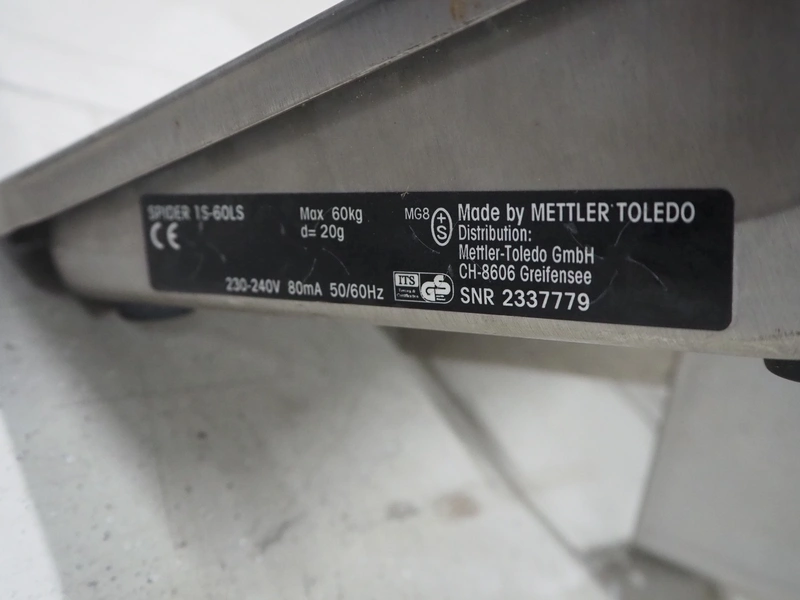 SPIDER 1S-60LS
Max 60kg
d= 20g
230-240V 80mA 50/60Hz
MG8 S
Made by METTLER TOLEDO
Distribution:
Mettler-Toledo GmbH
CH-8606 Greifensee
ITS
GS
SNR 2337779
CE